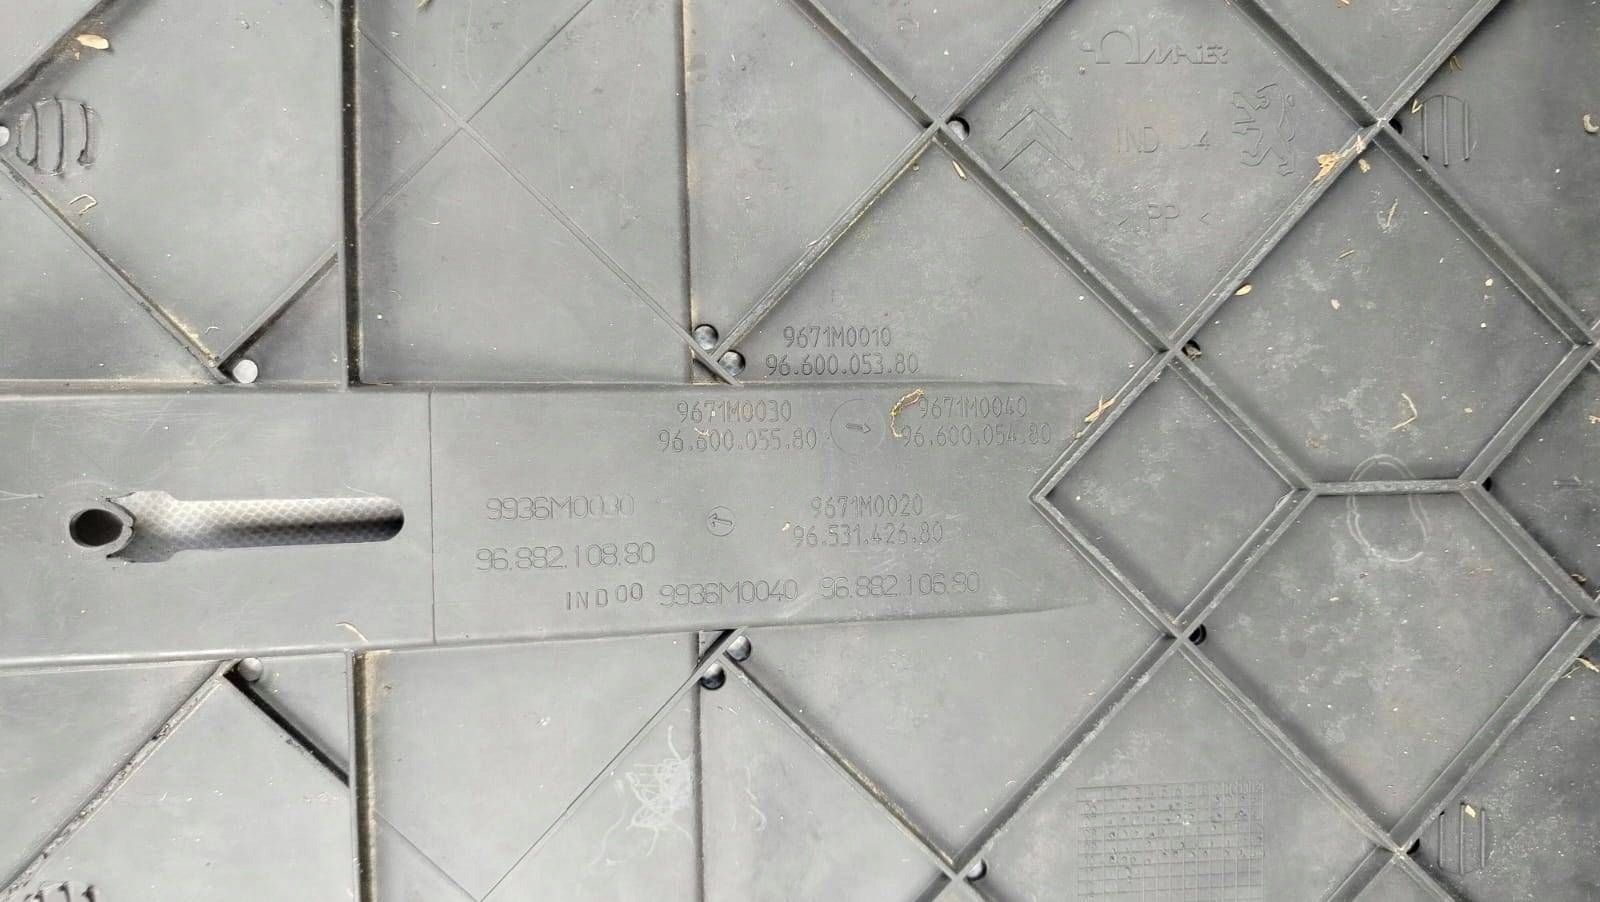 MAIER
IND 04
> PP <
9671M0010
96.600.053.80
9671M0030
96.600.055.80
9671M0040
96.600.054.80
9936M0030
96.882.108.80
9671M0020
96.531.426.80
IND 00 9936M0040 96.882.106.80